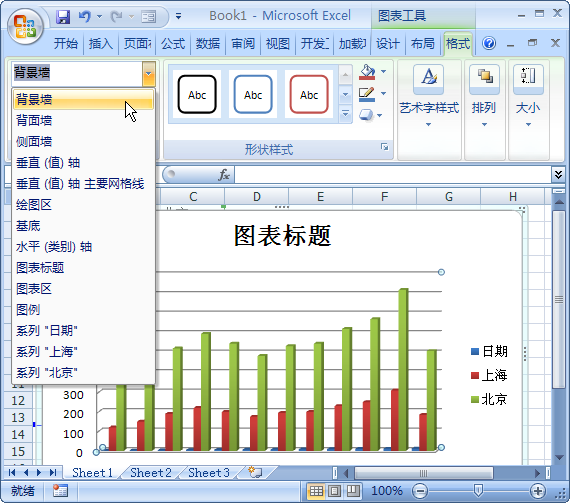 Book1 - Microsoft Excel
图表工具
开始 插入 公式 数据 审阅 视图 开发 加载 设计 布局 格式
背景墙
Abc Abc Abc
形状样式
艺术字样式
排列
大小
背景墙
背面墙
侧面墙
垂直 (值) 轴
垂直 (值) 轴 主要网格线
绘图区
基底
水平 (类别) 轴
图表标题
图表区
图例
系列 "日期"
系列 "上海"
系列 "北京"
fx
C D E F G H
图表标题
日期
上海
北京
300
200
100
0
12
13
14
15
Sheet1 Sheet2 Sheet3
就绪
100%